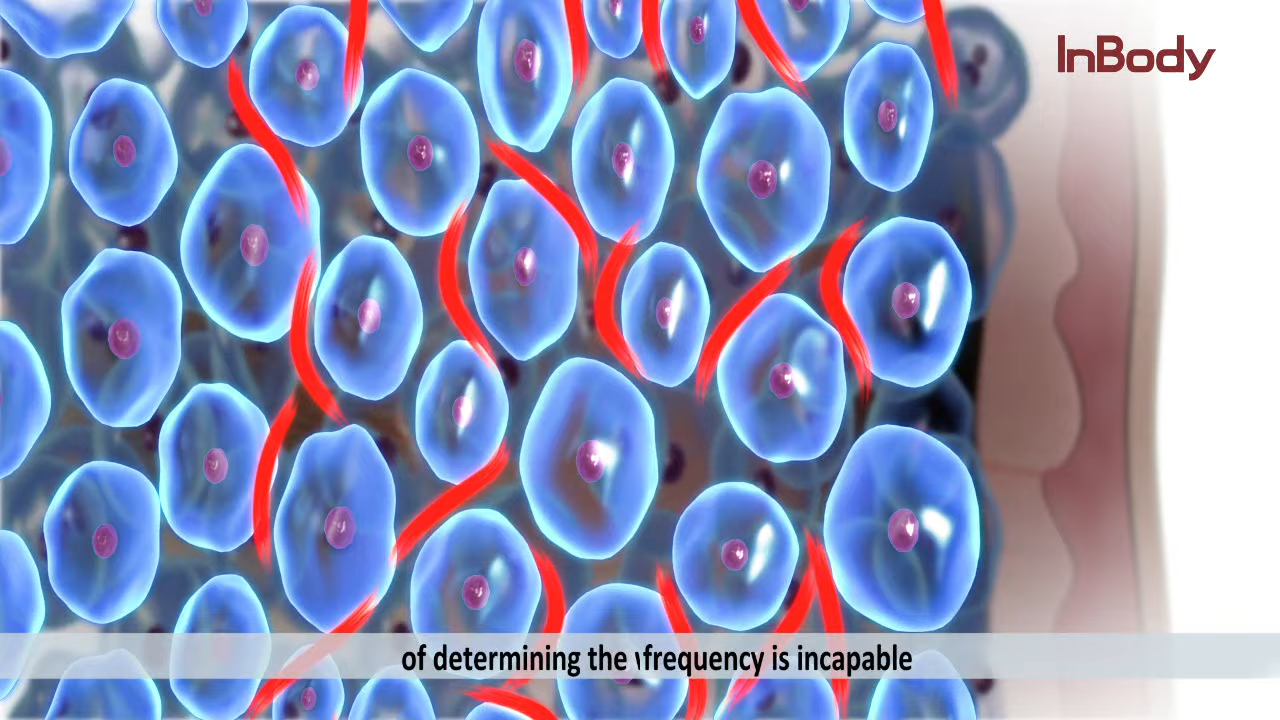 InBody
of determining the frequency is incapable